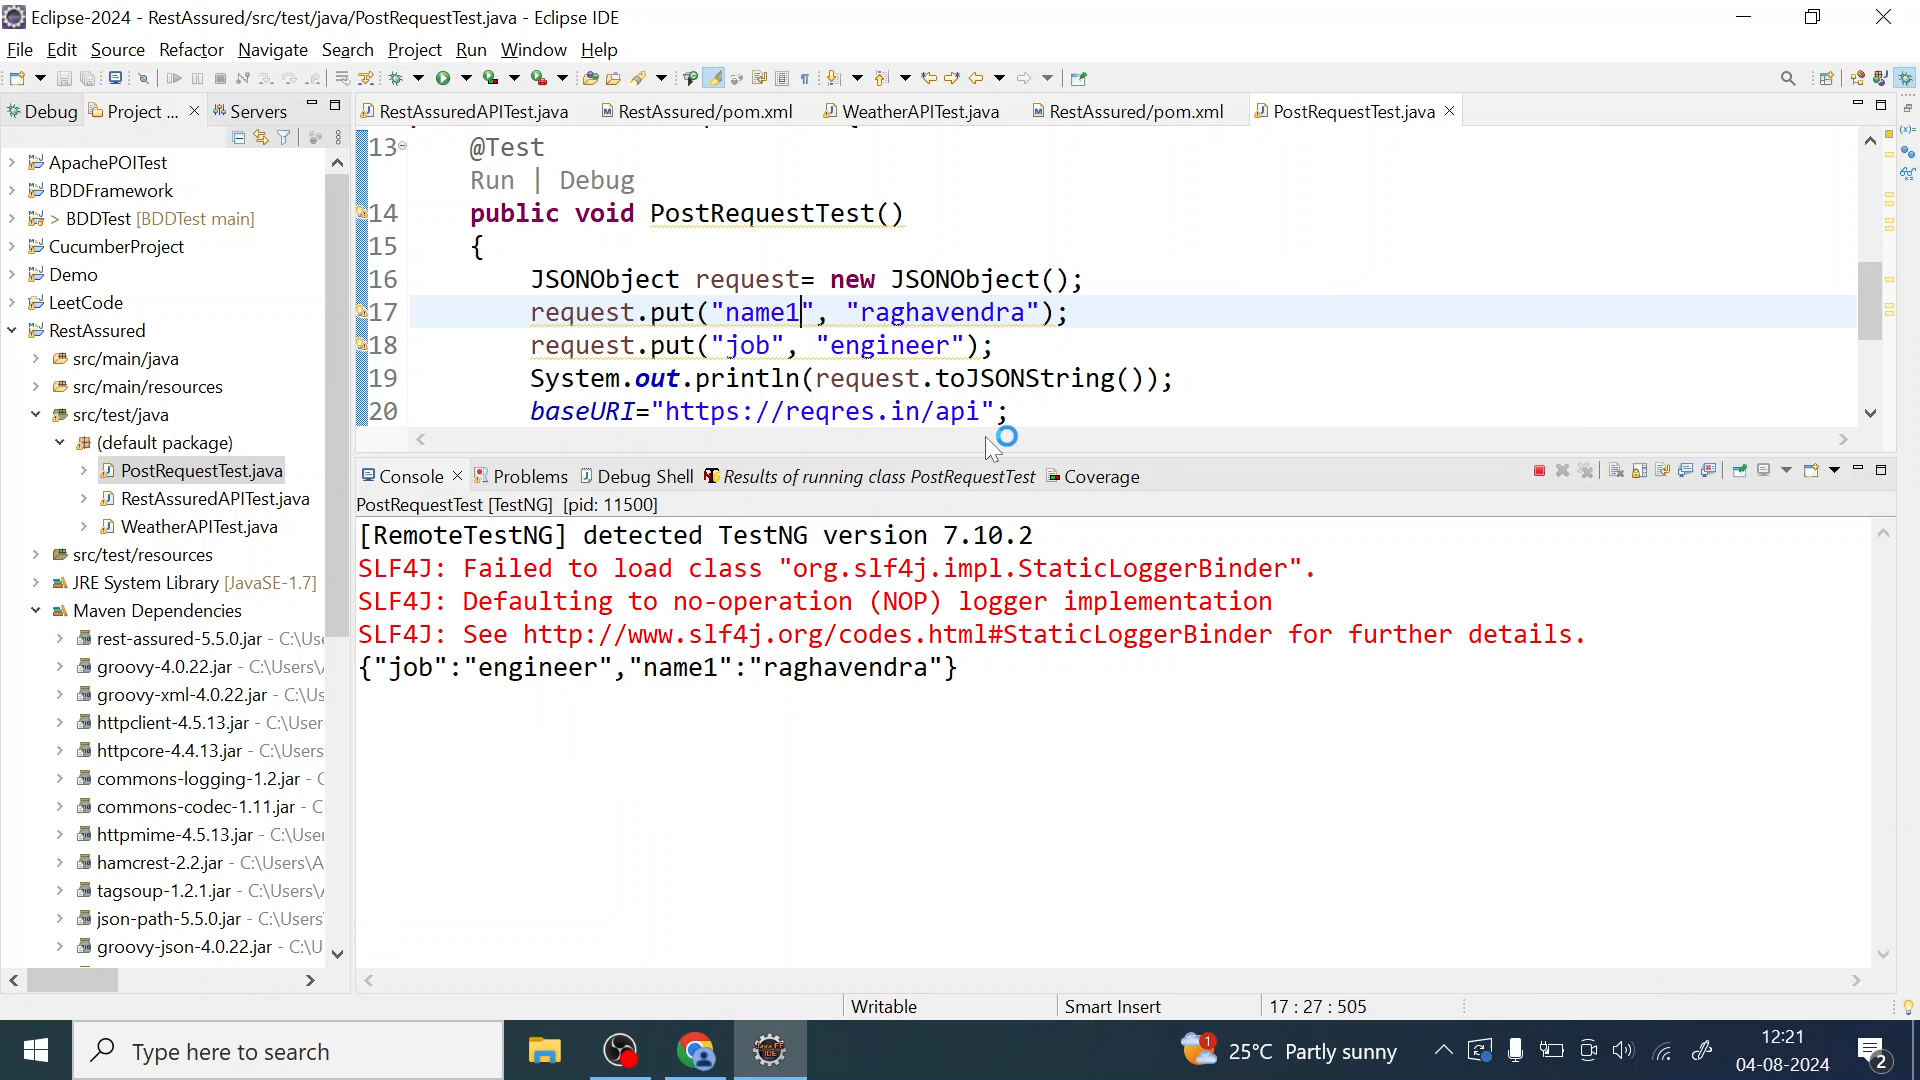 Eclipse-2024 - RestAssured/src/test/java/PostRequestTest.java - Eclipse IDE
File Edit Source Refactor Navigate Search Project Run Window Help
Debug Project ... Servers
RestAssuredAPITest.java RestAssured/pom.xml WeatherAPITest.java RestAssured/pom.xml PostRequestTest.java
ApachePOITest
BDDFramework
> BDDTest [BDDTest main]
CucumberProject
Demo
LeetCode
RestAssured
src/main/java
src/main/resources
src/test/java
(default package)
PostRequestTest.java
RestAssuredAPITest.java
WeatherAPITest.java
src/test/resources
JRE System Library [JavaSE-1.7]
Maven Dependencies
rest-assured-5.5.0.jar - C:\Use
groovy-4.0.22.jar - C:\Users\
groovy-xml-4.0.22.jar - C:\Us
httpclient-4.5.13.jar - C:\User
httpcore-4.4.13.jar - C:\Users
commons-logging-1.2.jar - C
commons-codec-1.11.jar - C
httpmime-4.5.13.jar - C:\User
hamcrest-2.2.jar - C:\Users\A
tagsoup-1.2.1.jar - C:\Users\
json-path-5.5.0.jar - C:\Users
groovy-json-4.0.22.jar - C:\U
13 @Test
Run | Debug
14 public void PostRequestTest()
15 {
16 JSONObject request= new JSONObject();
17 request.put("name1", "raghavendra");
18 request.put("job", "engineer");
19 System.out.println(request.toJSONString());
20 baseURI="https://reqres.in/api";
Console Problems Debug Shell Results of running class PostRequestTest Coverage
PostRequestTest [TestNG] [pid: 11500]
[RemoteTestNG] detected TestNG version 7.10.2
SLF4J: Failed to load class "org.slf4j.impl.StaticLoggerBinder".
SLF4J: Defaulting to no-operation (NOP) logger implementation
SLF4J: See http://www.slf4j.org/codes.html#StaticLoggerBinder for further details.
{"job":"engineer","name1":"raghavendra"}
Writable Smart Insert 17 : 27 : 505
Type here to search
1
25°C Partly sunny
12:21
04-08-2024
2